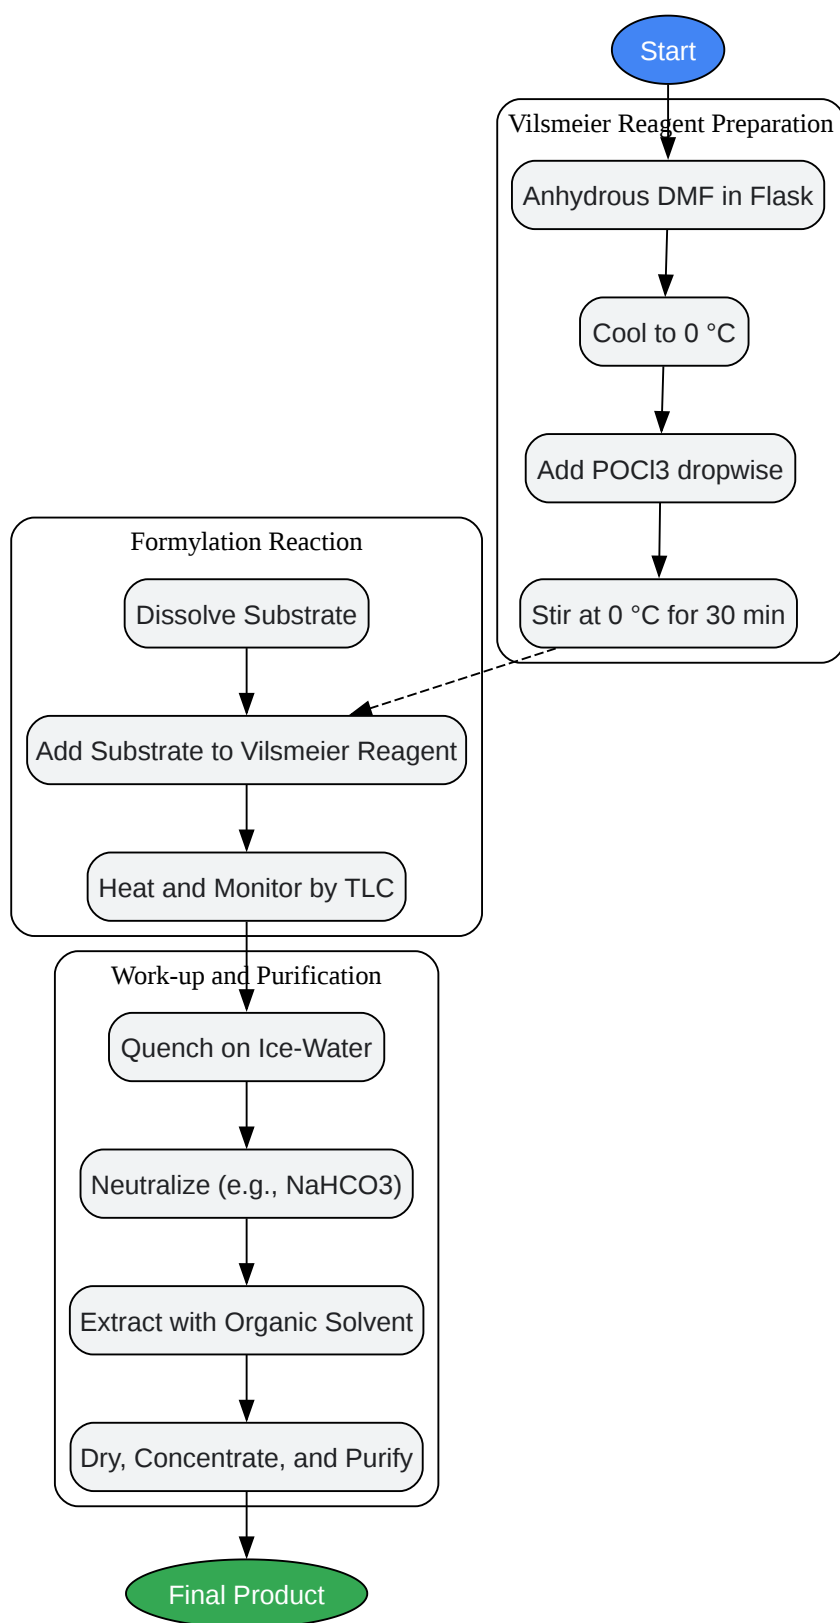 Start
Vilsmeier Reagent Preparation
Anhydrous DMF in Flask
Cool to 0 °C
Add POCl3 dropwise
Stir at 0 °C for 30 min
Formylation Reaction
Dissolve Substrate
Add Substrate to Vilsmeier Reagent
Heat and Monitor by TLC
Work-up and Purification
Quench on Ice-Water
Neutralize (e.g., NaHCO3)
Extract with Organic Solvent
Dry, Concentrate, and Purify
Final Product